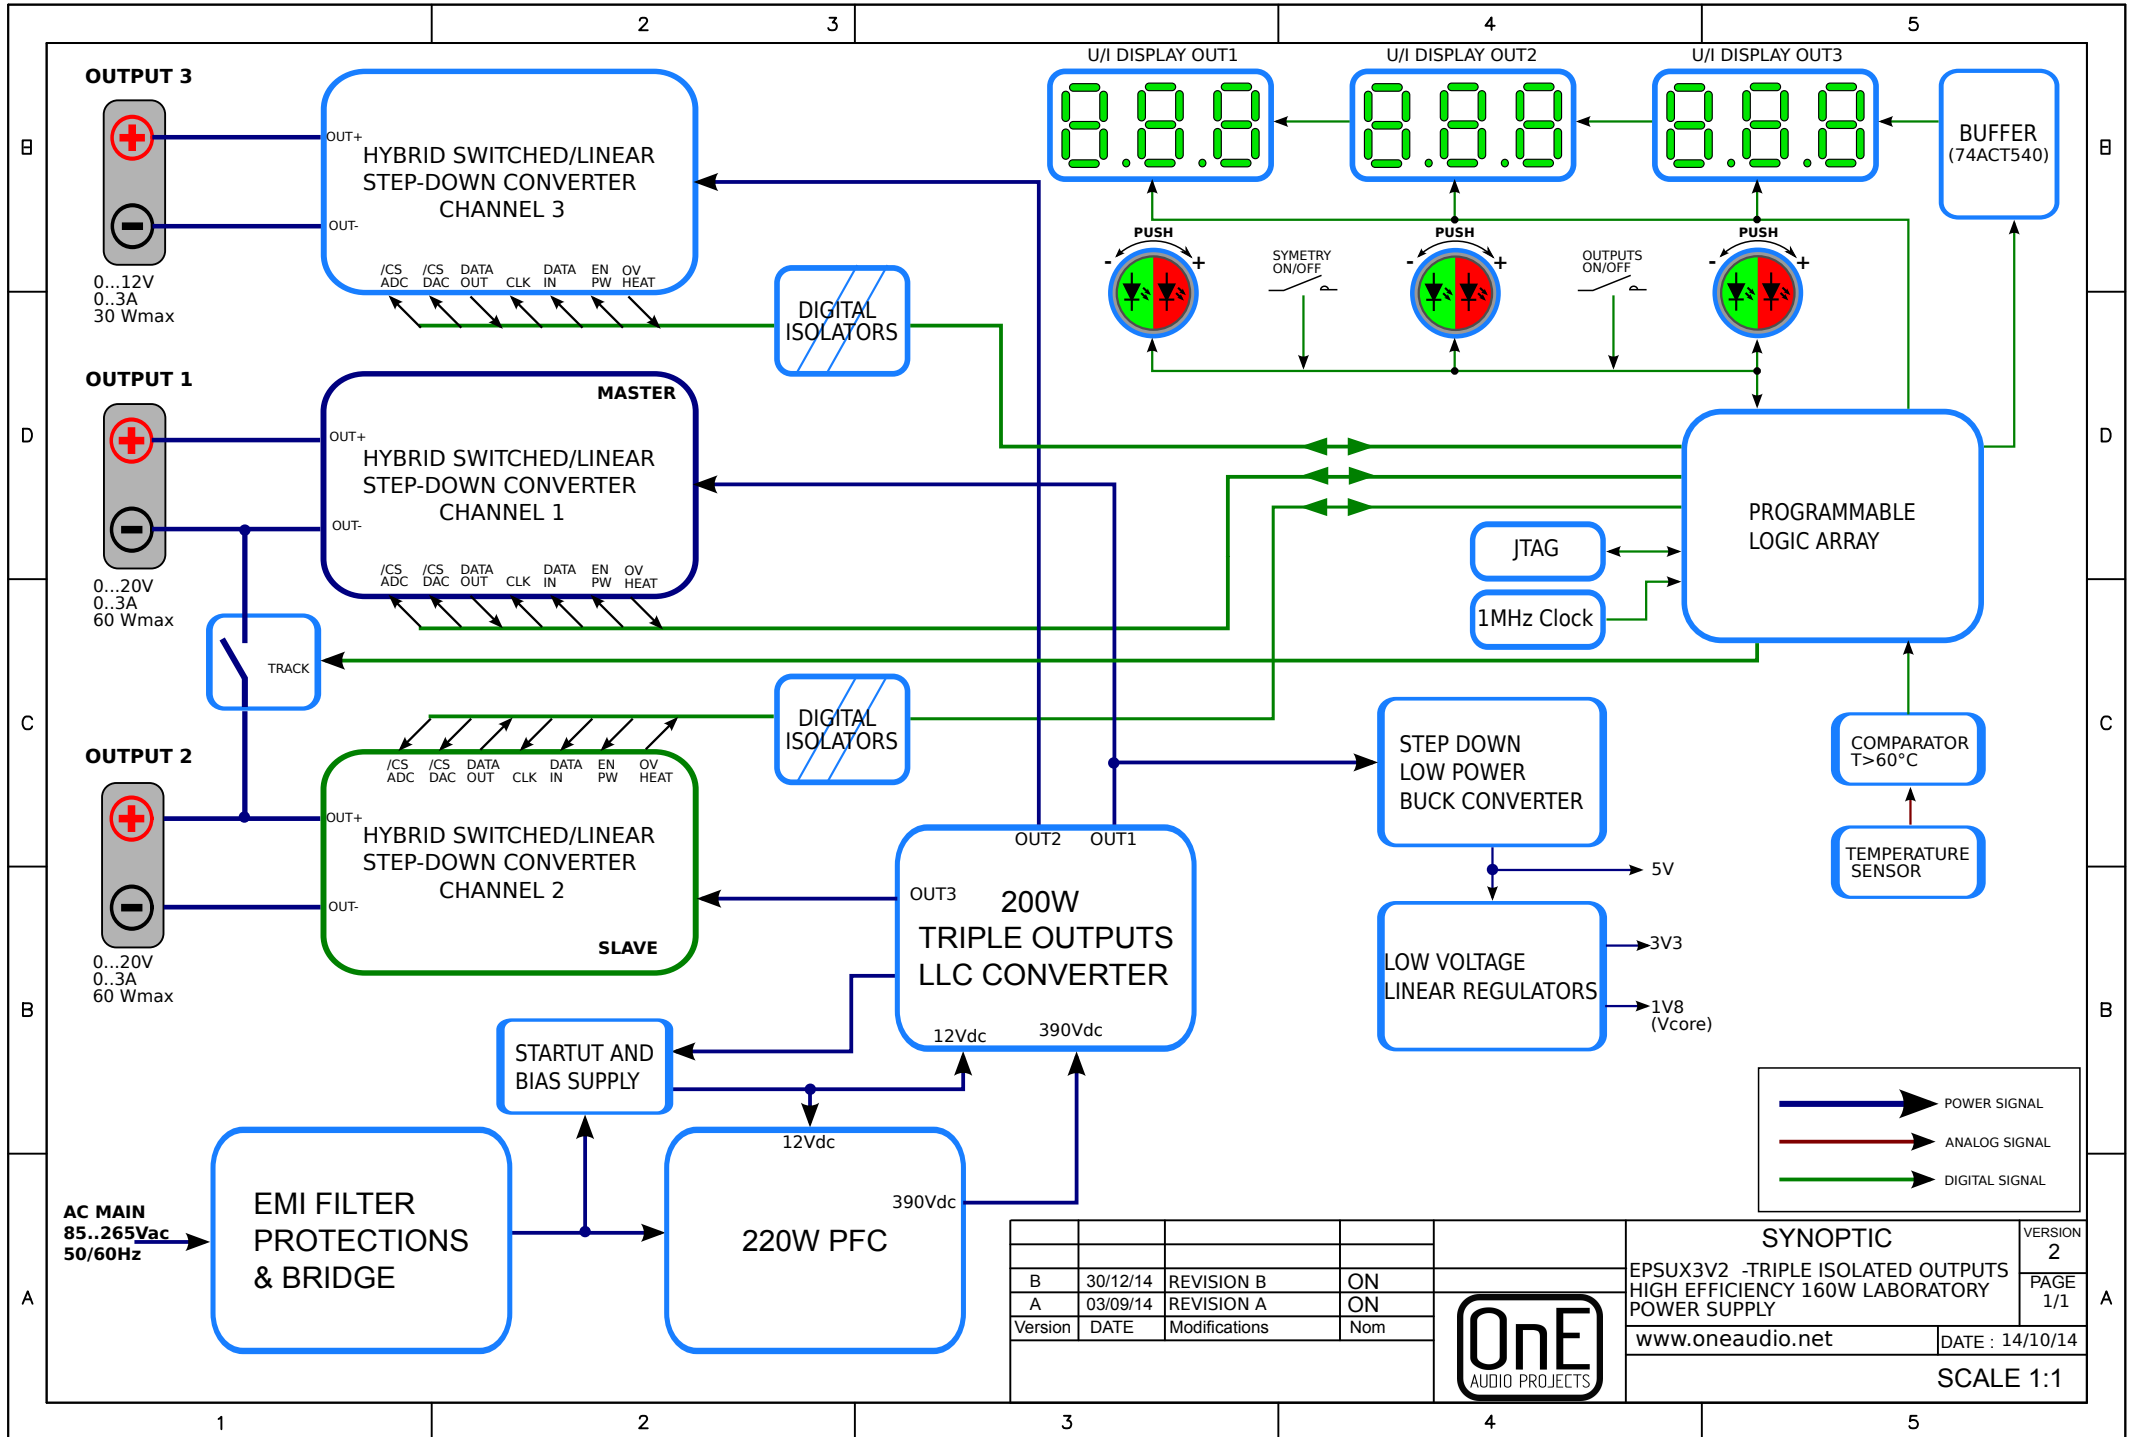 2
3
4
5
U/I DISPLAY OUT1
U/I DISPLAY OUT2
U/I DISPLAY OUT3
OUTPUT 3
OUT+
OUT-
0...12V
0..3A
30 Wmax
HYBRID SWITCHED/LINEAR
STEP-DOWN CONVERTER
CHANNEL 3
/CS ADC
/CS DAC
DATA OUT
CLK
DATA IN
EN PW
OV HEAT
DIGITAL
ISOLATORS
8.8.8
8.8.8
8.8.8
BUFFER
(74ACT540)
PUSH
- +
SYMETRY
ON/OFF
PUSH
- +
OUTPUTS
ON/OFF
PUSH
- +
OUTPUT 1
OUT+
OUT-
0...20V
0..3A
60 Wmax
MASTER
HYBRID SWITCHED/LINEAR
STEP-DOWN CONVERTER
CHANNEL 1
/CS ADC
/CS DAC
DATA OUT
CLK
DATA IN
EN PW
OV HEAT
TRACK
PROGRAMMABLE
LOGIC ARRAY
JTAG
1MHz Clock
DIGITAL
ISOLATORS
OUTPUT 2
OUT+
OUT-
0...20V
0..3A
60 Wmax
/CS ADC
/CS DAC
DATA OUT
CLK
DATA IN
EN PW
OV HEAT
HYBRID SWITCHED/LINEAR
STEP-DOWN CONVERTER
CHANNEL 2
SLAVE
STEP DOWN
LOW POWER
BUCK CONVERTER
COMPARATOR
T>60°C
TEMPERATURE
SENSOR
5V
LOW VOLTAGE
LINEAR REGULATORS
3V3
1V8
(Vcore)
OUT2
OUT1
OUT3
200W
TRIPLE OUTPUTS
LLC CONVERTER
12Vdc
390Vdc
STARTUT AND
BIAS SUPPLY
12Vdc
390Vdc
220W PFC
AC MAIN
85..265Vac
50/60Hz
EMI FILTER
PROTECTIONS
& BRIDGE
POWER SIGNAL
ANALOG SIGNAL
DIGITAL SIGNAL
B 30/12/14 REVISION B ON
A 03/09/14 REVISION A ON
Version DATE Modifications Nom
OnE
AUDIO PROJECTS
SYNOPTIC
EPSUX3V2 -TRIPLE ISOLATED OUTPUTS
HIGH EFFICIENCY 160W LABORATORY
POWER SUPPLY
VERSION
2
PAGE
1/1
www.oneaudio.net
DATE : 14/10/14
SCALE 1:1
D
C
B
A
D
C
B
A
1
2
3
4
5